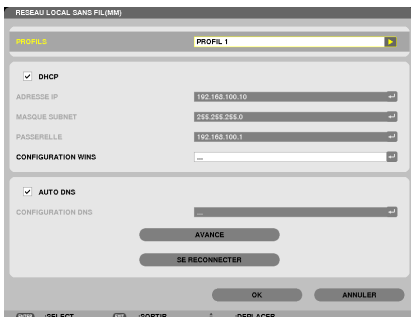 RESEAU LOCAL SANS FIL(MM)
PROFILS PROFIL 1
DHCP
ADRESSE IP 192.168.100.10
MASQUE SUBNET 255.255.255.0
PASSERELLE 192.168.100.1
CONFIGURATION WINS ...
AUTO DNS
CONFIGURATION DNS ...
AVANCE
SE RECONNECTER
OK ANNULER
:SELECT :SORTIR :DEPLACER